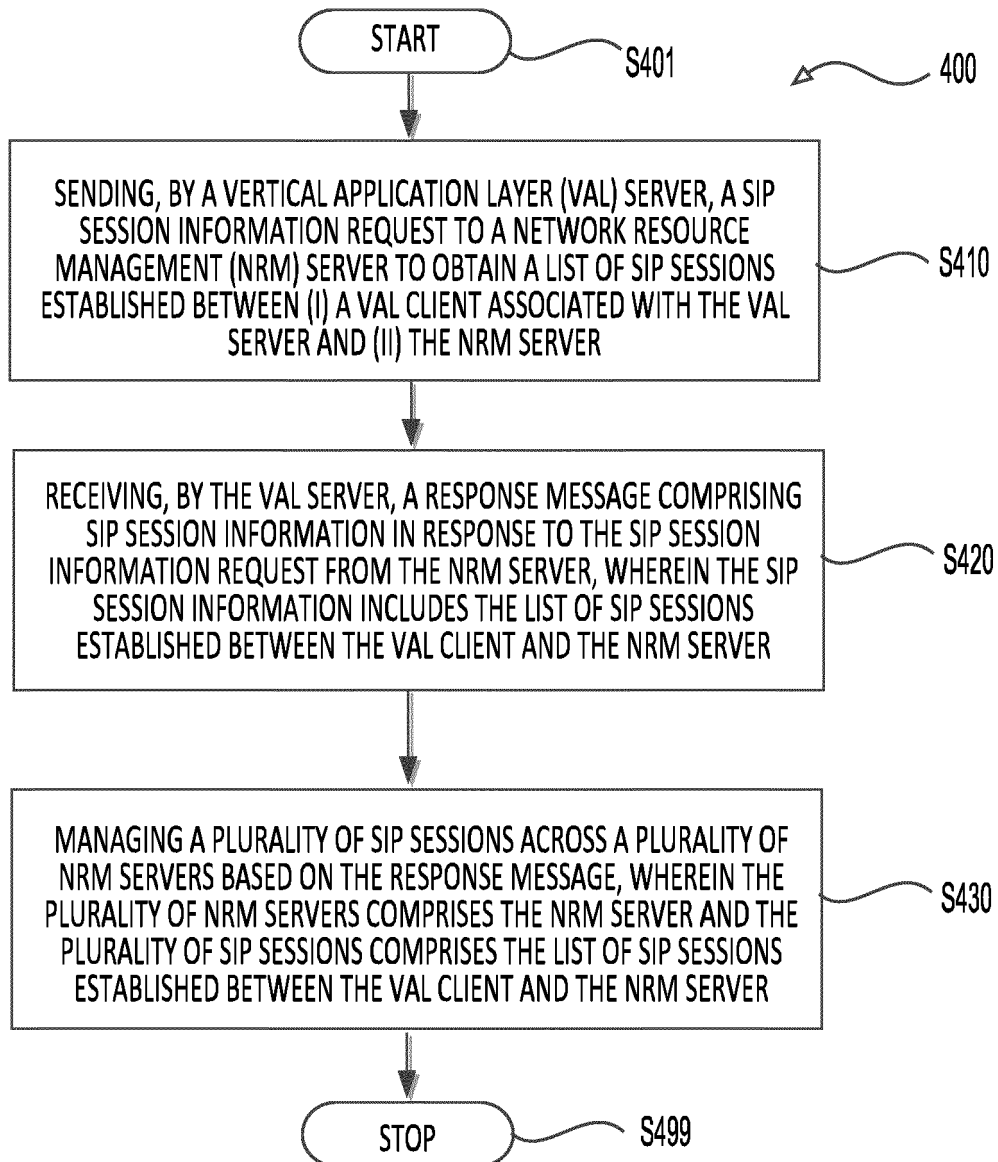 START
S401
400
SENDING, BY A VERTICAL APPLICATION LAYER (VAL) SERVER, A SIP
SESSION INFORMATION REQUEST TO A NETWORK RESOURCE
MANAGEMENT (NRM) SERVER TO OBTAIN A LIST OF SIP SESSIONS
ESTABLISHED BETWEEN (I) A VAL CLIENT ASSOCIATED WITH THE VAL
SERVER AND (II) THE NRM SERVER
S410
RECEIVING, BY THE VAL SERVER, A RESPONSE MESSAGE COMPRISING
SIP SESSION INFORMATION IN RESPONSE TO THE SIP SESSION
INFORMATION REQUEST FROM THE NRM SERVER, WHEREIN THE SIP
SESSION INFORMATION INCLUDES THE LIST OF SIP SESSIONS
ESTABLISHED BETWEEN THE VAL CLIENT AND THE NRM SERVER
S420
MANAGING A PLURALITY OF SIP SESSIONS ACROSS A PLURALITY OF
NRM SERVERS BASED ON THE RESPONSE MESSAGE, WHEREIN THE
PLURALITY OF NRM SERVERS COMPRISES THE NRM SERVER AND THE
PLURALITY OF SIP SESSIONS COMPRISES THE LIST OF SIP SESSIONS
ESTABLISHED BETWEEN THE VAL CLIENT AND THE NRM SERVER
S430
STOP
S499